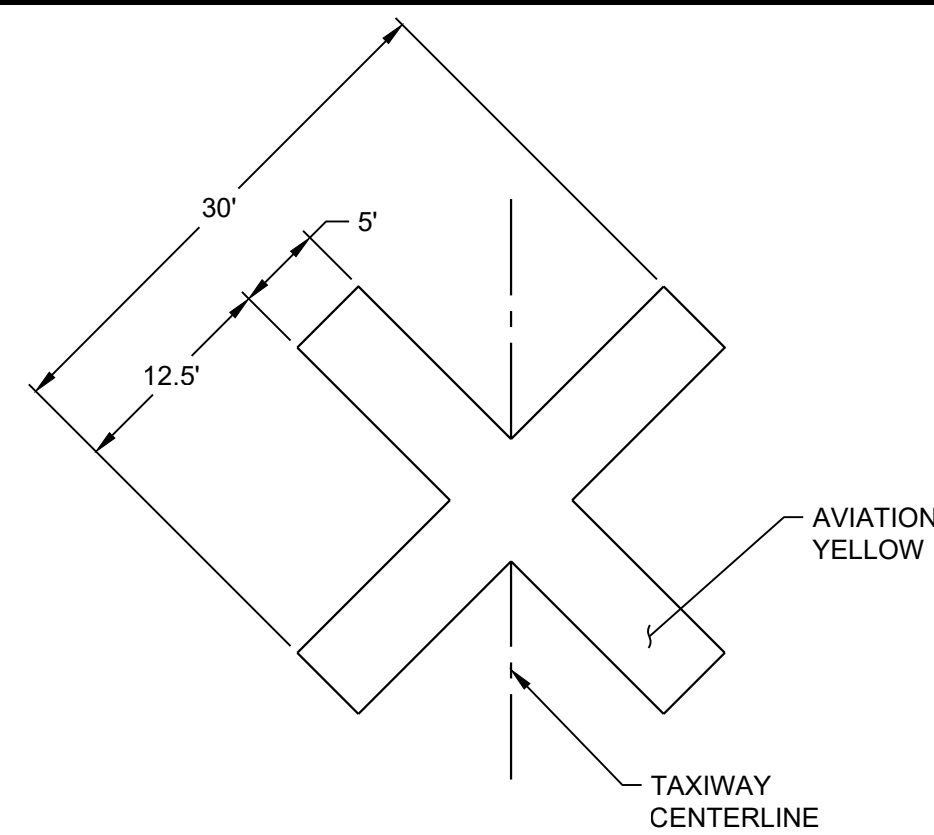 30'
5'
12.5'
AVIATION
YELLOW
TAXIWAY
CENTERLINE